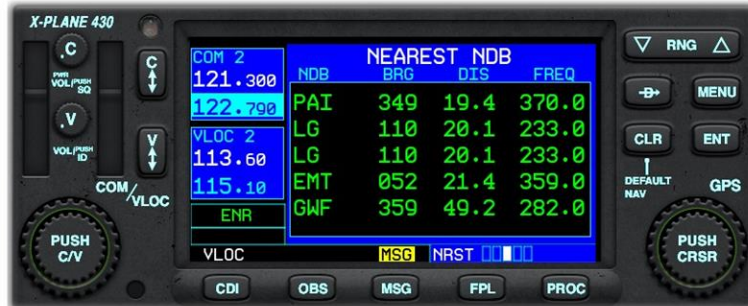 X-PLANE 430
.C
PWR VOL/PUSH SQ
C
.V
VOL/PUSH ID
V
COM/VLOC
PUSH C/V
COM 2
121.300
122.790
VLOC 2
113.60
115.10
ENR
NEAREST NDB
NDB BRG DIS FREQ
PAI 349 19.4 370.0
LG 110 20.1 233.0
LG 110 20.1 233.0
EMT 052 21.4 359.0
GWF 359 49.2 282.0
VLOC MSG NRST
RNG
D
MENU
CLR ENT
DEFAULT NAV
GPS
PUSH CRSR
CDI OBS MSG FPL PROC